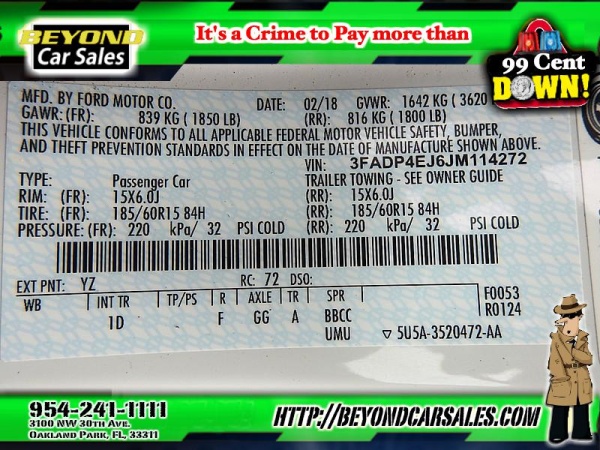 BEYOND
Car Sales
It's a Crime to Pay more than
99 Cent
DOWN!
MFD. BY FORD MOTOR CO. DATE: 02/18 GVWR: 1642 KG ( 3620
GAWR: (FR): 839 KG ( 1850 LB) (RR): 816 KG ( 1800 LB)
THIS VEHICLE CONFORMS TO ALL APPLICABLE FEDERAL MOTOR VEHICLE SAFETY, BUMPER,
AND THEFT PREVENTION STANDARDS IN EFFECT ON THE DATE OF MANUFACTURE SHOWN ABOVE.
VIN: 3FADP4EJ6JM114272
TYPE: Passenger Car TRAILER TOWING - SEE OWNER GUIDE
RIM: (FR): 15X6.0J (RR): 15X6.0J
TIRE: (FR): 185/60R15 84H (RR): 185/60R15 84H
PRESSURE: (FR): 220 kPa/ 32 PSI COLD (RR): 220 kPa/ 32 PSI COLD
EXT PNT: YZ RC: 72 DSO:
WB INT TR TP/PS R AXLE TR SPR F0053
1D F GG A BBCC R0124
UMU ▽ 5U5A-3520472-AA
954-241-1111
3100 NW 30th Ave.
Oakland Park, FL, 33311
HTTP://BEYONDCARSALES.COM